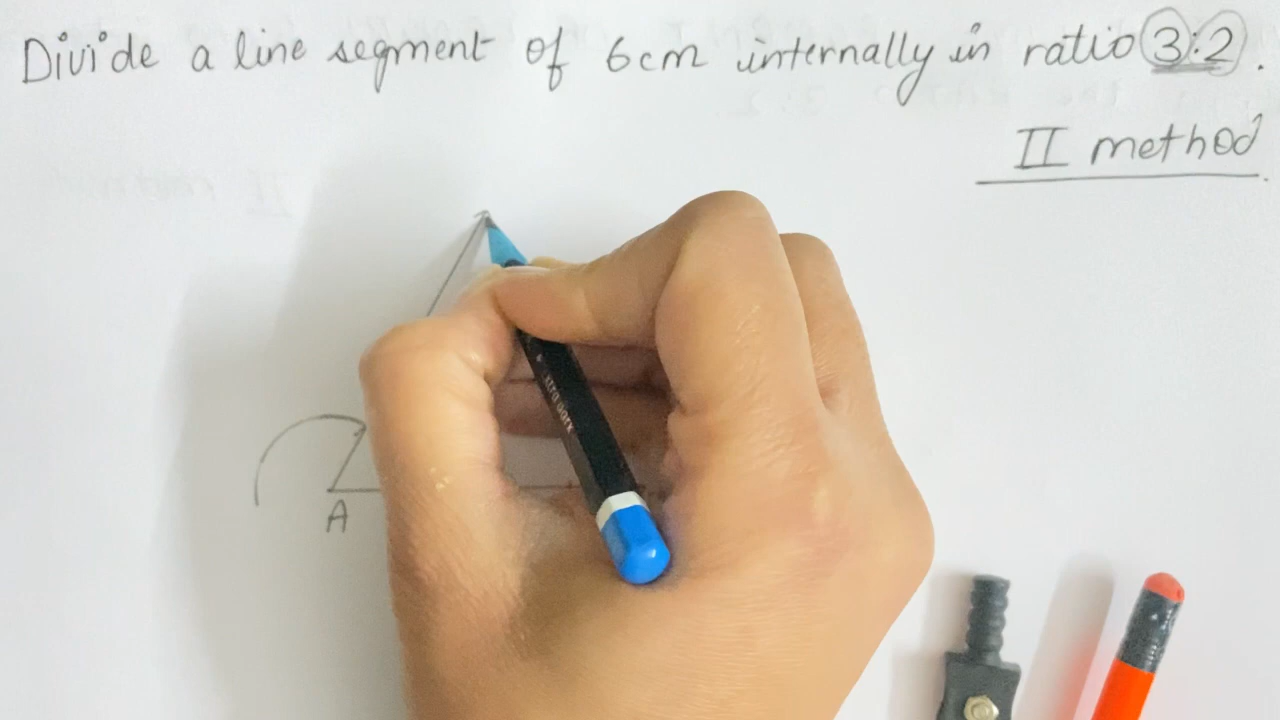 Divide a line segment of 6cm internally in ratio 3:2.
II method
A